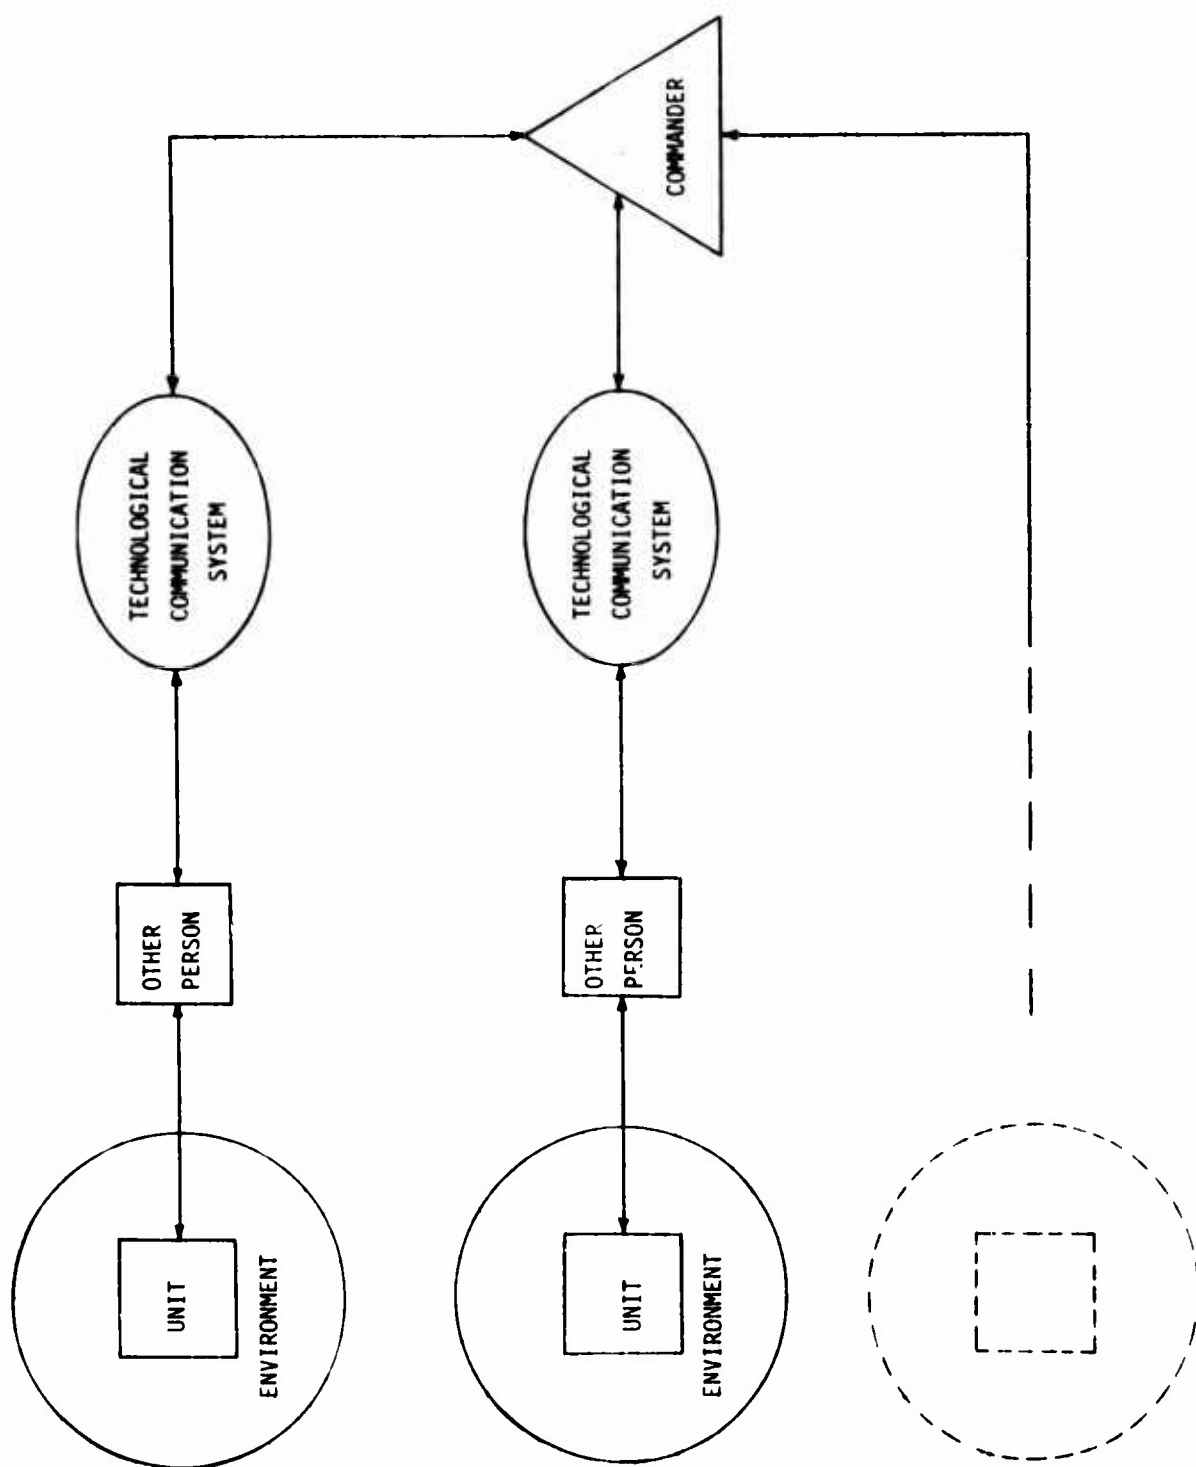 UNIT
ENVIRONMENT
OTHER
PERSON
TECHNOLOGICAL
COMMUNICATION
SYSTEM
UNIT
ENVIRONMENT
OTHER
PERSON
TECHNOLOGICAL
COMMUNICATION
SYSTEM
COMMANDER